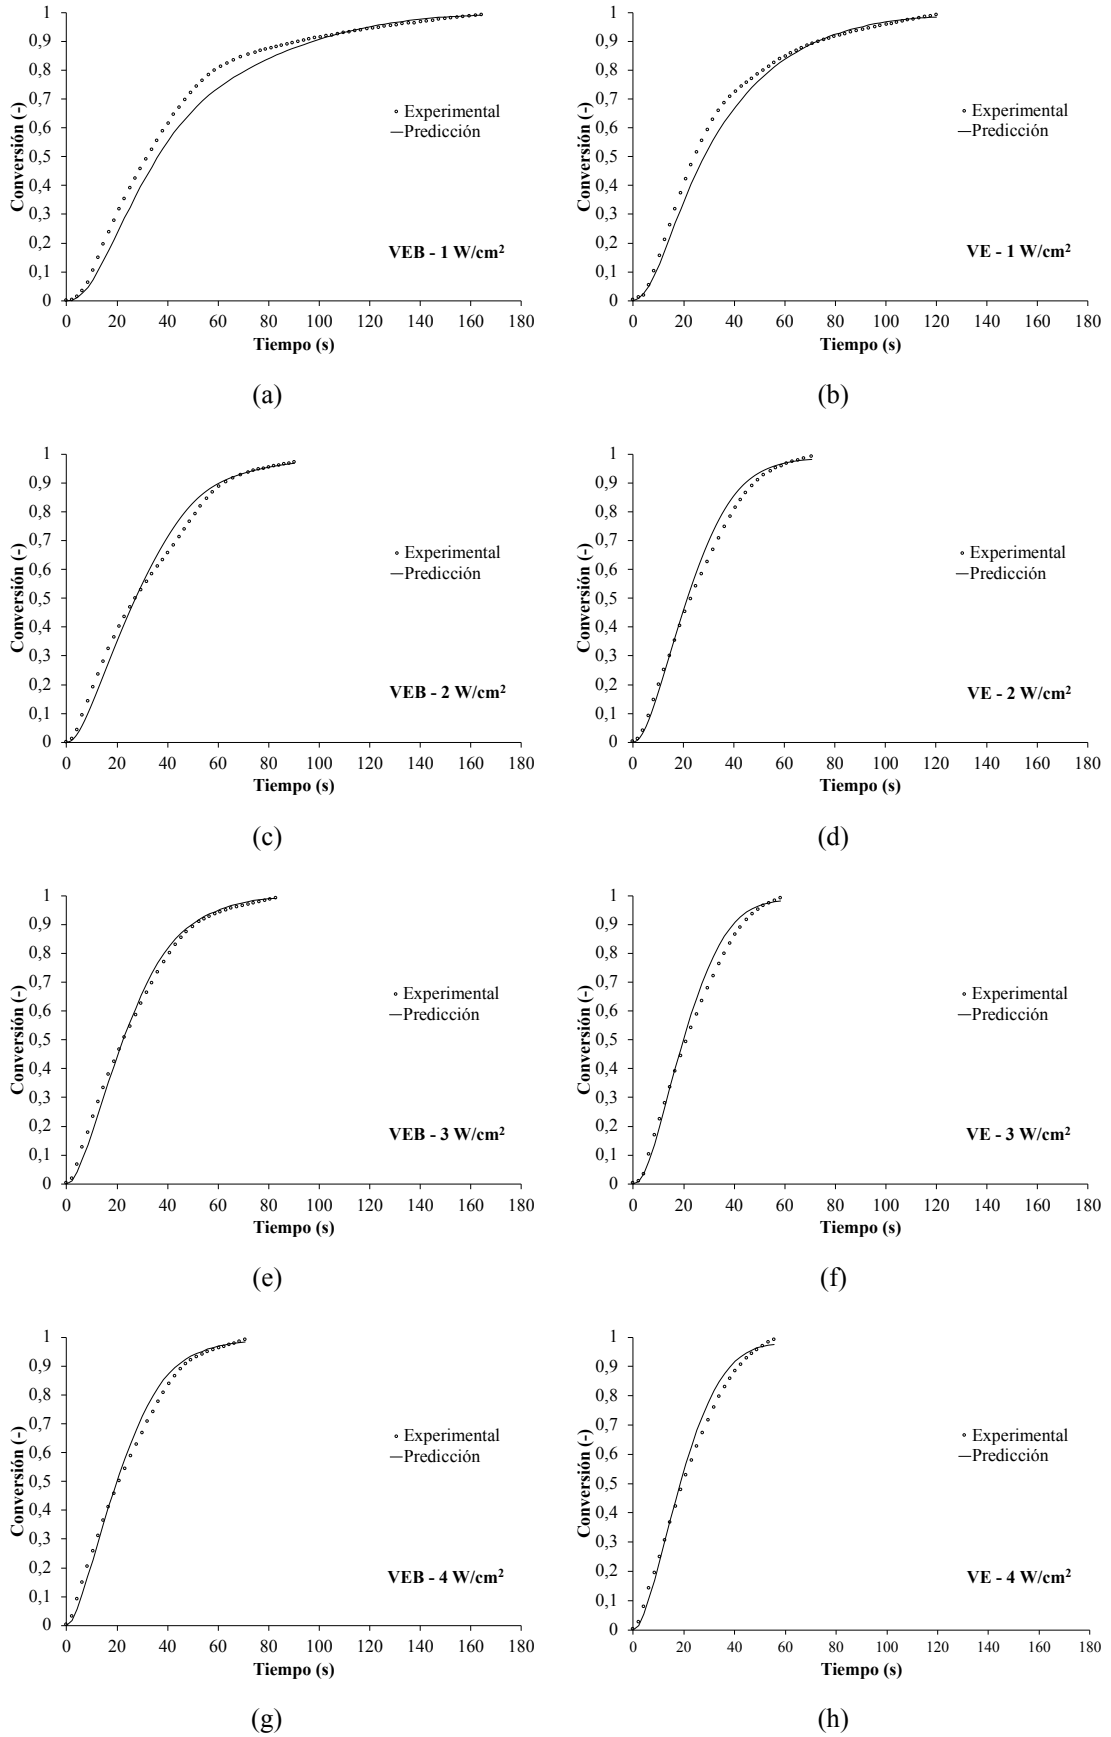 1
0,9
0,8
0,7
0,6
0,5
0,4
0,3
0,2
0,1
0
Conversión (-)
Experimental
Predicción
VEB - 1 W/cm²
0 20 40 60 80 100 120 140 160 180
Tiempo (s)
(a)
1
0,9
0,8
0,7
0,6
0,5
0,4
0,3
0,2
0,1
0
Conversión (-)
Experimental
Predicción
VE - 1 W/cm²
0 20 40 60 80 100 120 140 160 180
Tiempo (s)
(b)
1
0,9
0,8
0,7
0,6
0,5
0,4
0,3
0,2
0,1
0
Conversión (-)
Experimental
Predicción
VEB - 2 W/cm²
0 20 40 60 80 100 120 140 160 180
Tiempo (s)
(c)
1
0,9
0,8
0,7
0,6
0,5
0,4
0,3
0,2
0,1
0
Conversión (-)
Experimental
Predicción
VE - 2 W/cm²
0 20 40 60 80 100 120 140 160 180
Tiempo (s)
(d)
1
0,9
0,8
0,7
0,6
0,5
0,4
0,3
0,2
0,1
0
Conversión (-)
Experimental
Predicción
VEB - 3 W/cm²
0 20 40 60 80 100 120 140 160 180
Tiempo (s)
(e)
1
0,9
0,8
0,7
0,6
0,5
0,4
0,3
0,2
0,1
0
Conversión (-)
Experimental
Predicción
VE - 3 W/cm²
0 20 40 60 80 100 120 140 160 180
Tiempo (s)
(f)
1
0,9
0,8
0,7
0,6
0,5
0,4
0,3
0,2
0,1
0
Conversión (-)
Experimental
Predicción
VEB - 4 W/cm²
0 20 40 60 80 100 120 140 160 180
Tiempo (s)
(g)
1
0,9
0,8
0,7
0,6
0,5
0,4
0,3
0,2
0,1
0
Conversión (-)
Experimental
Predicción
VE - 4 W/cm²
0 20 40 60 80 100 120 140 160 180
Tiempo (s)
(h)